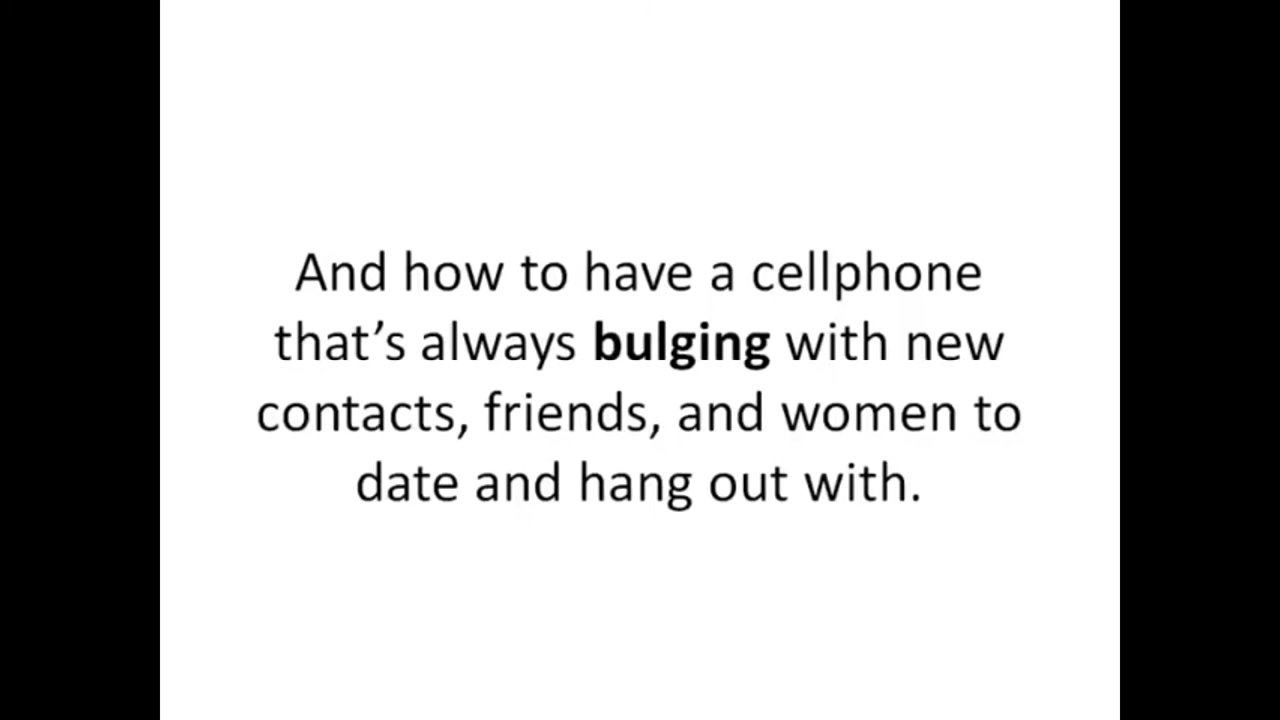 And how to have a cellphone
that’s always bulging with new
contacts, friends, and women to
date and hang out with.